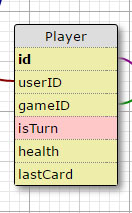 Player
id
userID
gameID
isTurn
health
lastCard